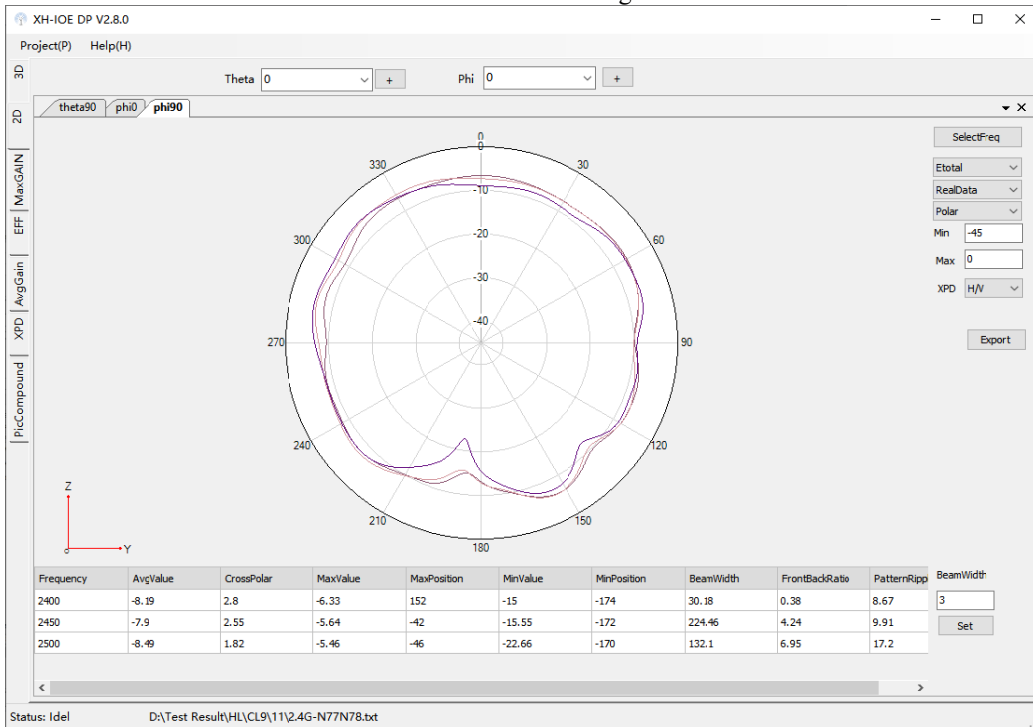 XH-IOE DP V2.8.0
Project(P) Help(H)
3D
2D
MaxGAIN
EFF
AvgGain
XPD
PicCompound
Theta 0 + Phi 0 +
theta90 phi0 phi90
0
0
30
60
90
120
150
180
210
240
270
300
330
-10
-20
-30
-40
Z
Y
SelectFreq
Etotal
RealData
Polar
Min -45
Max 0
XPD H/V
Export
Frequency AvgValue CrossPolar MaxValue MaxPosition MinValue MinPosition BeamWidth FrontBackRatio PatternRipp
2400 -8.19 2.8 -6.33 152 -15 -174 30.18 0.38 8.67
2450 -7.9 2.55 -5.64 -42 -15.55 -172 224.46 4.24 9.91
2500 -8.49 1.82 -5.46 -46 -22.66 -170 132.1 6.95 17.2
BeamWidth
3
Set
Status: Idel D:\Test Result\HL\CL9\11\2.4G-N77N78.txt